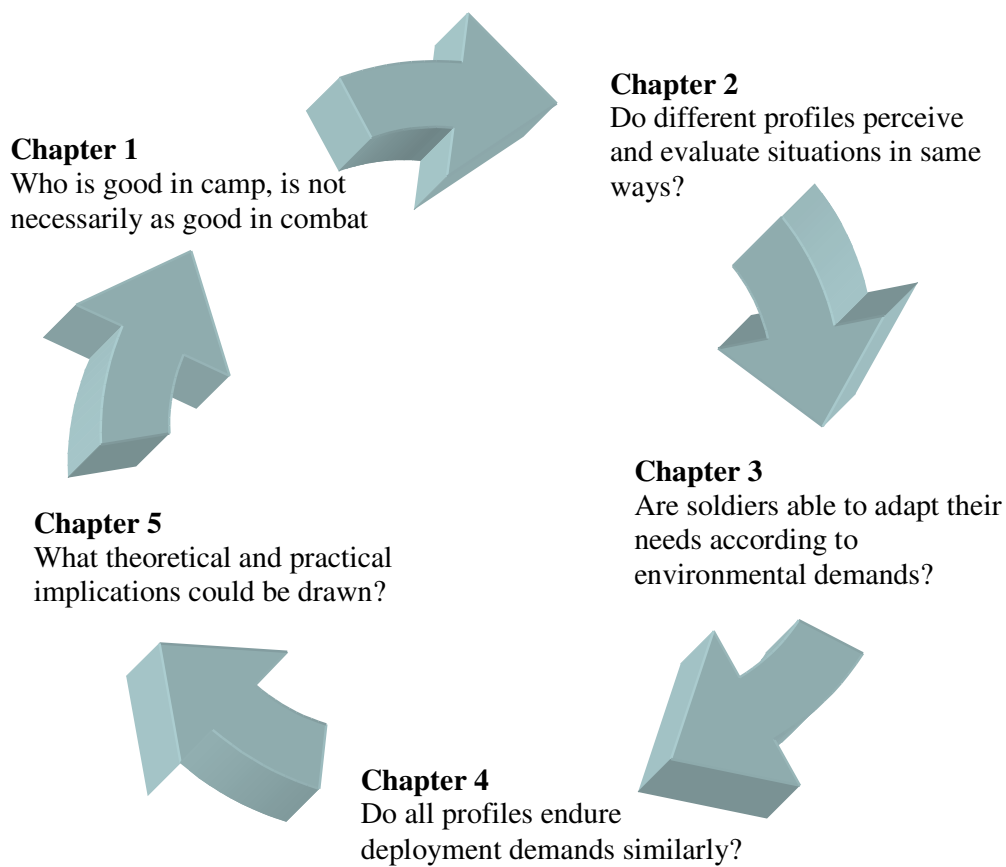 Chapter 1
Who is good in camp, is not
necessarily as good in combat
Chapter 2
Do different profiles perceive
and evaluate situations in same
ways?
Chapter 3
Are soldiers able to adapt their
needs according to
environmental demands?
Chapter 4
Do all profiles endure
deployment demands similarly?
Chapter 5
What theoretical and practical
implications could be drawn?